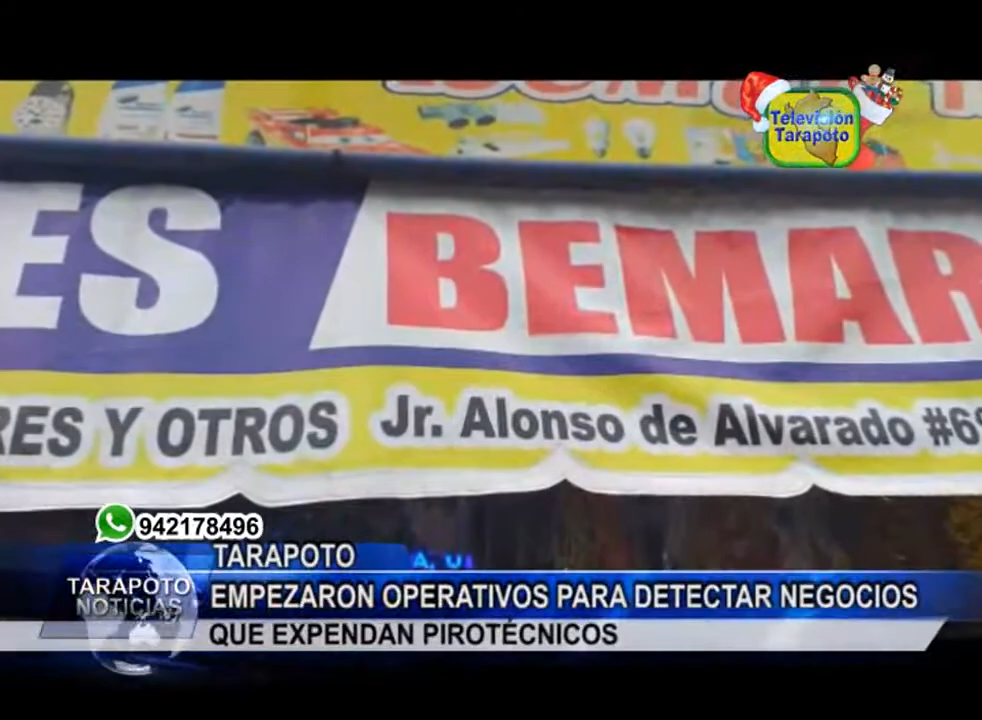 Televisión
Tarapoto
ES BEMAR
RES Y OTROS Jr. Alonso de Alvarado #69
942178496
TARAPOTO
TARAPOTO
NOTICIAS
EMPEZARON OPERATIVOS PARA DETECTAR NEGOCIOS
QUE EXPENDAN PIROTÉCNICOS